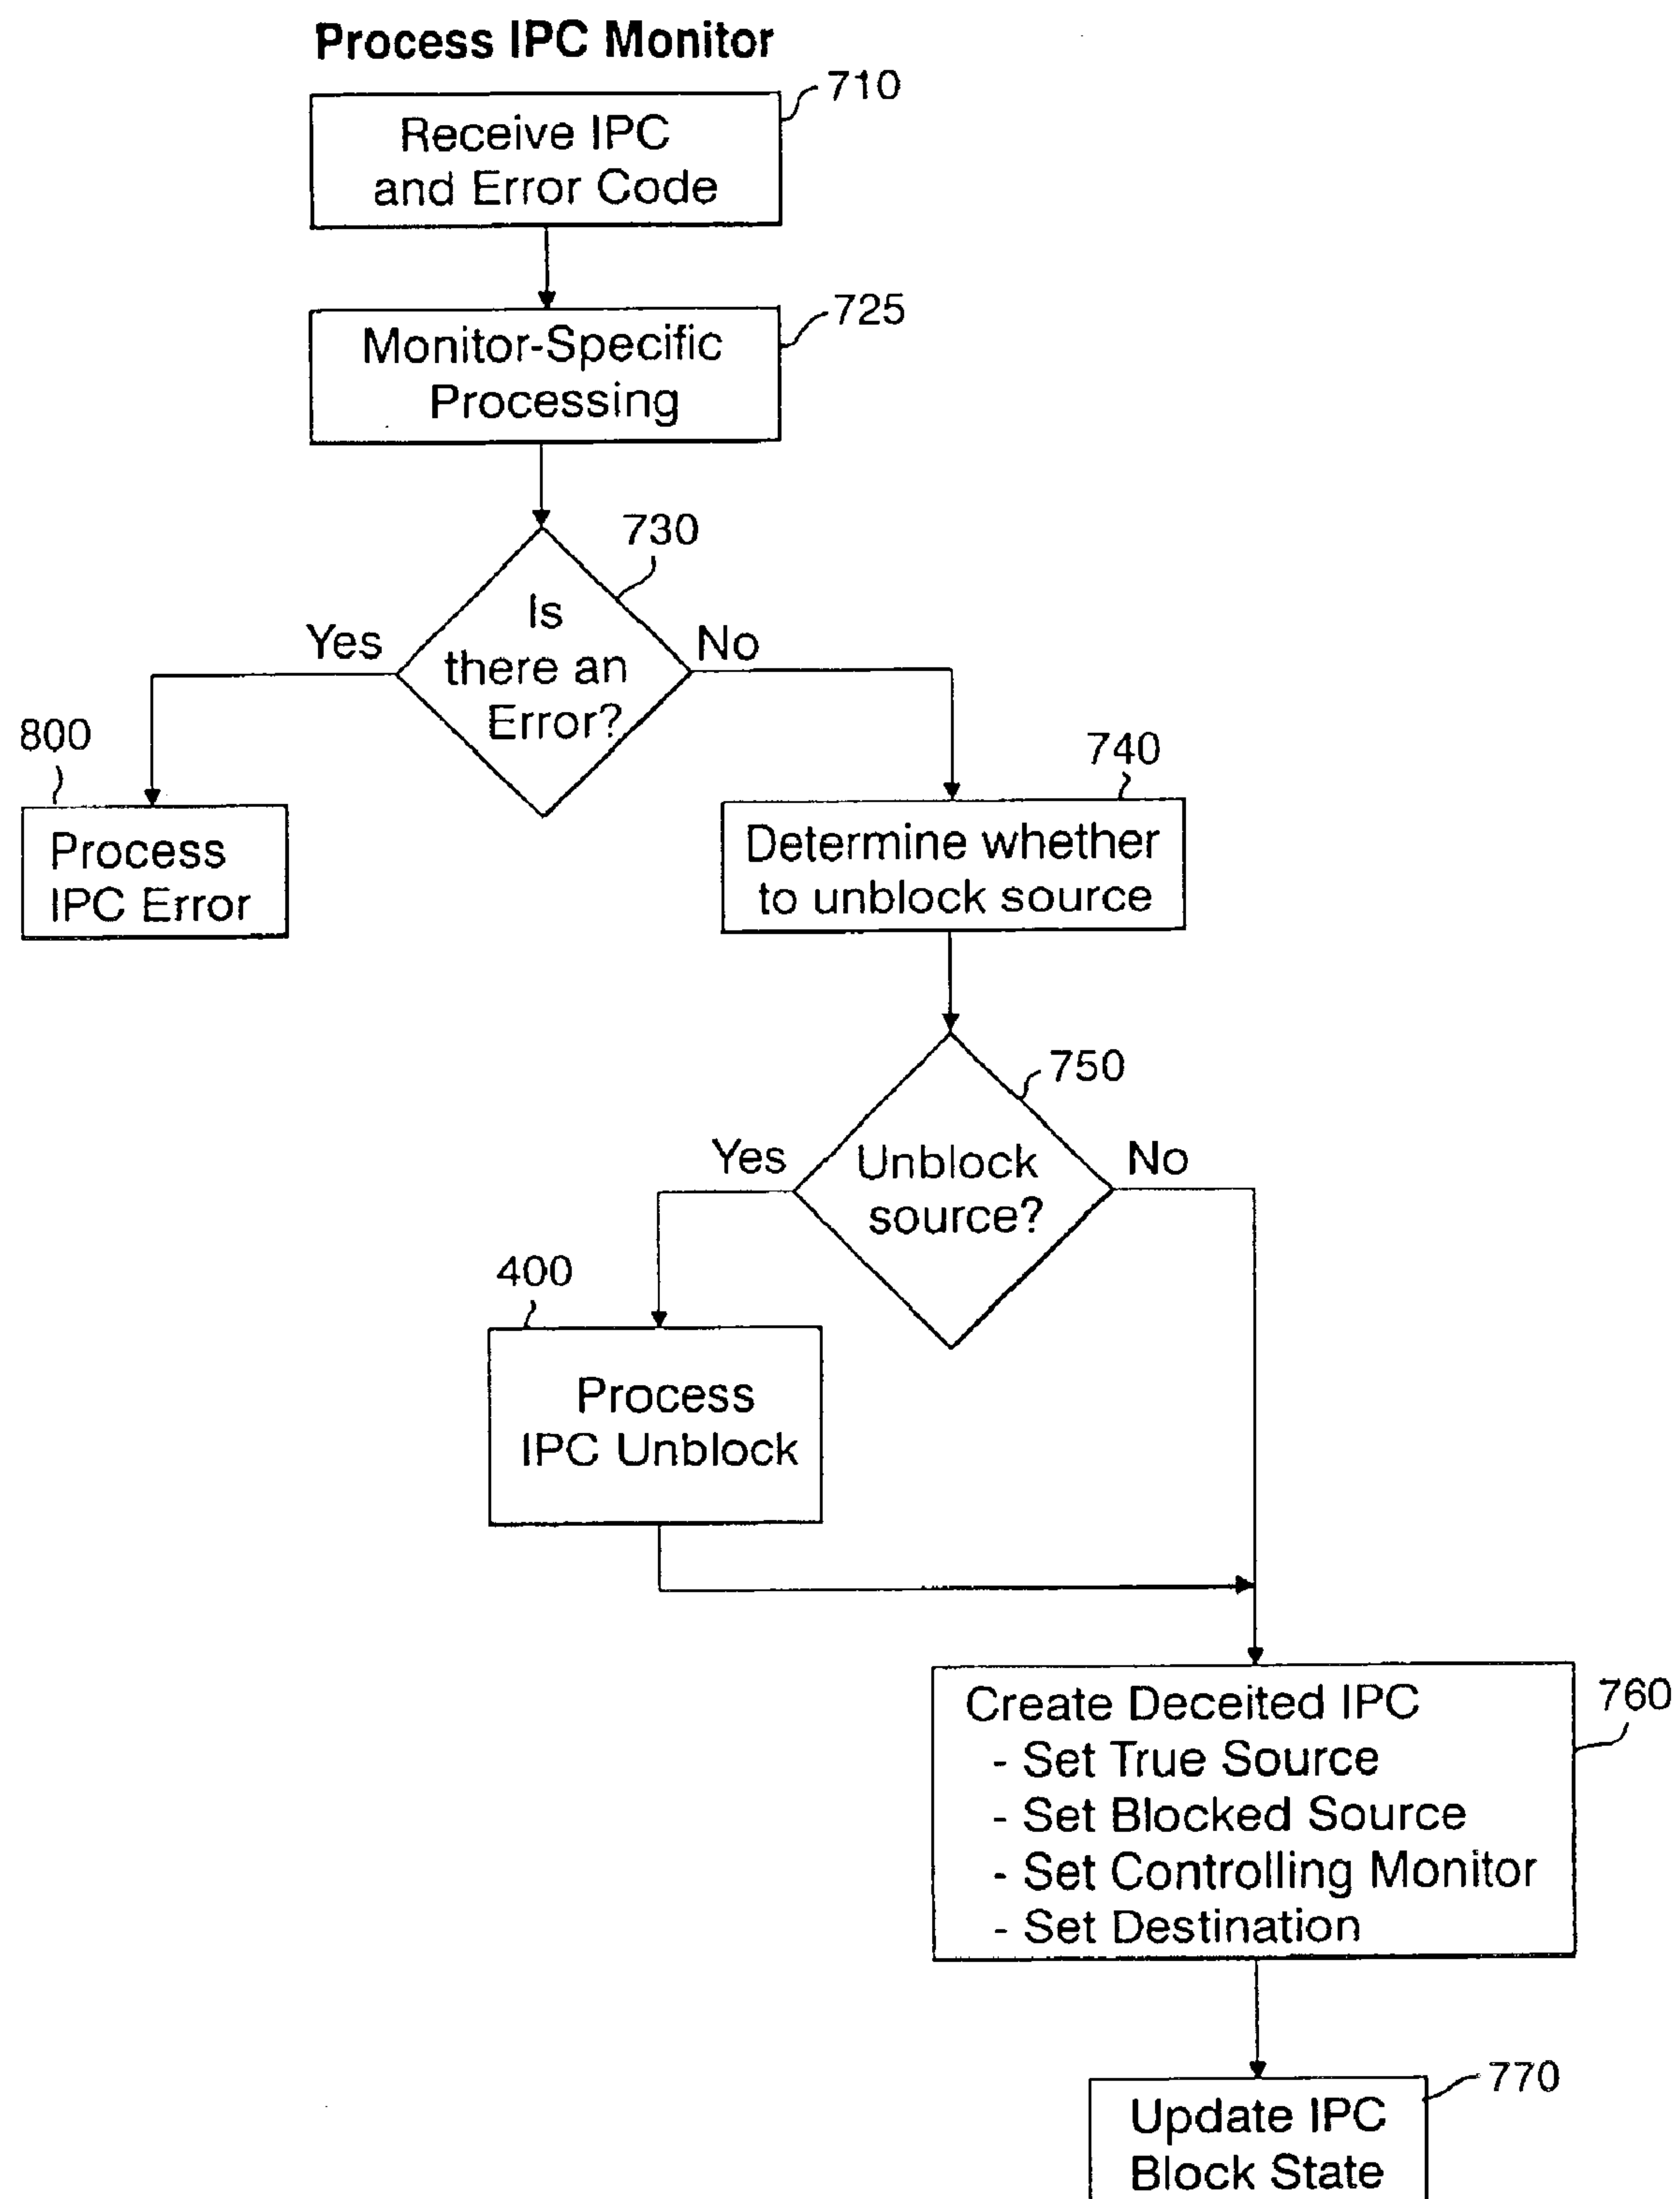 Process IPC Monitor
710
Receive IPC
and Error Code
725
Monitor-Specific
Processing
730
Is
there an
Error?
Yes
No
800
Process
IPC Error
740
Determine whether
to unblock source
750
Unblock
source?
Yes
No
400
Process
IPC Unblock
760
Create Deceited IPC
- Set True Source
- Set Blocked Source
- Set Controlling Monitor
- Set Destination
770
Update IPC
Block State